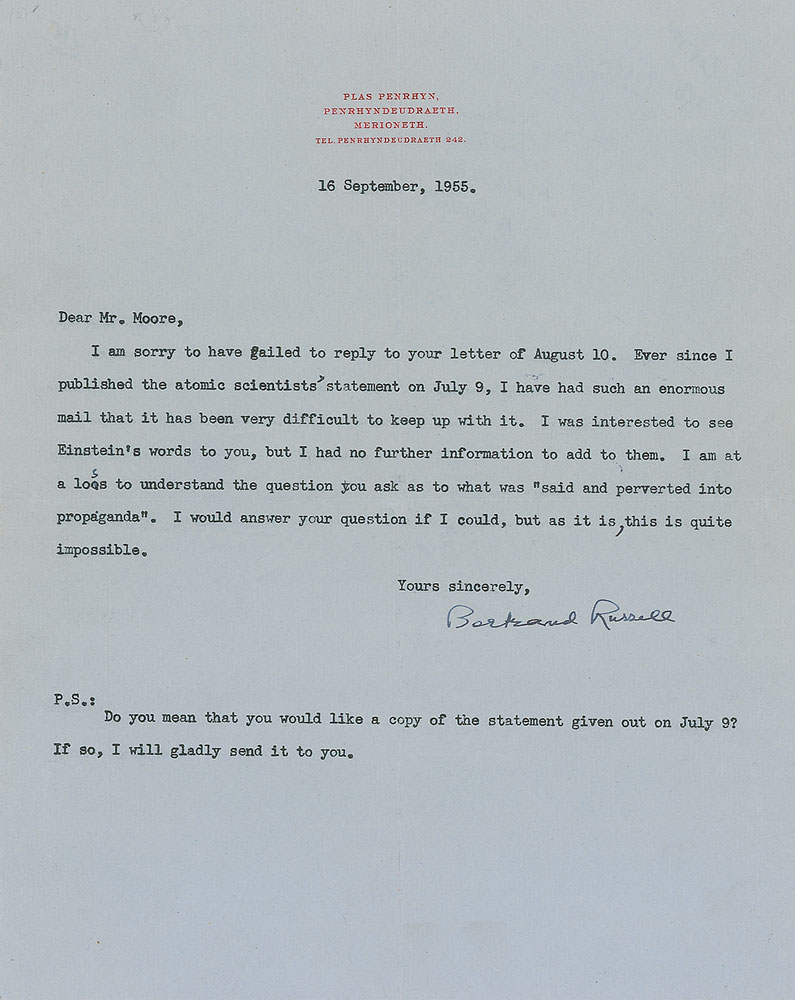 PLAS PENRHYN,
PENRHYNDEUDRAETH,
MERIONETH.
TEL. PENRHYNDEUDRAETH 242.
16 September, 1955.
Dear Mr. Moore,
I am sorry to have failed to reply to your letter of August 10. Ever since I
published the atomic scientists' statement on July 9, I have had such an enormous
mail that it has been very difficult to keep up with it. I was interested to see
Einstein's words to you, but I had no further information to add to them. I am at
a loss to understand the question you ask as to what was "said and perverted into
propaganda". I would answer your question if I could, but as it is, this is quite
impossible.
Yours sincerely,
Bertrand Russell
P.S.:
Do you mean that you would like a copy of the statement given out on July 9?
If so, I will gladly send it to you.